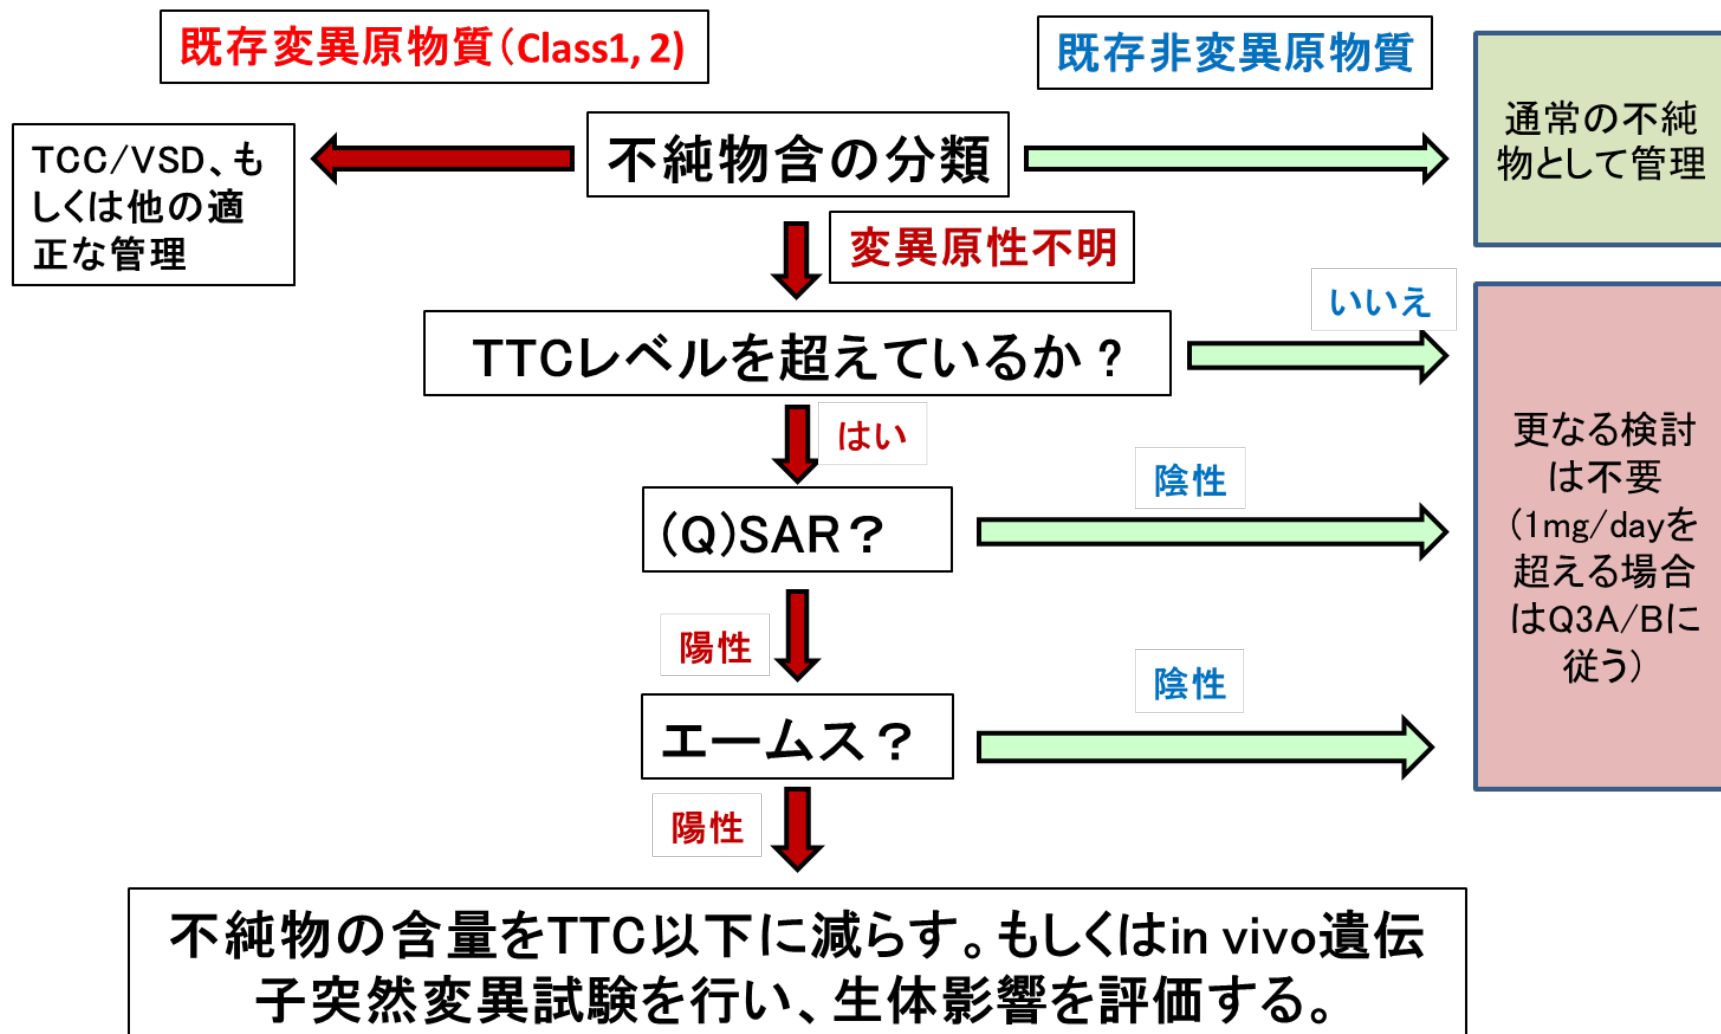 既存変異原物質（Class1, 2)
既存非変異原物質
通常の不純
物として管理
TCC/VSD、も
しくは他の適
正な管理
不純物含の分類
変異原性不明
いいえ
TTCレベルを超えているか？
はい
更なる検討
は不要
（1mg/dayを
超える場合
はQ3A/Bに
従う）
陰性
（Q)SAR？
陽性
陰性
エームス？
陽性
不純物の含量をTTC以下に減らす。もしくはin vivo遺伝
子突然変異試験を行い、生体影響を評価する。